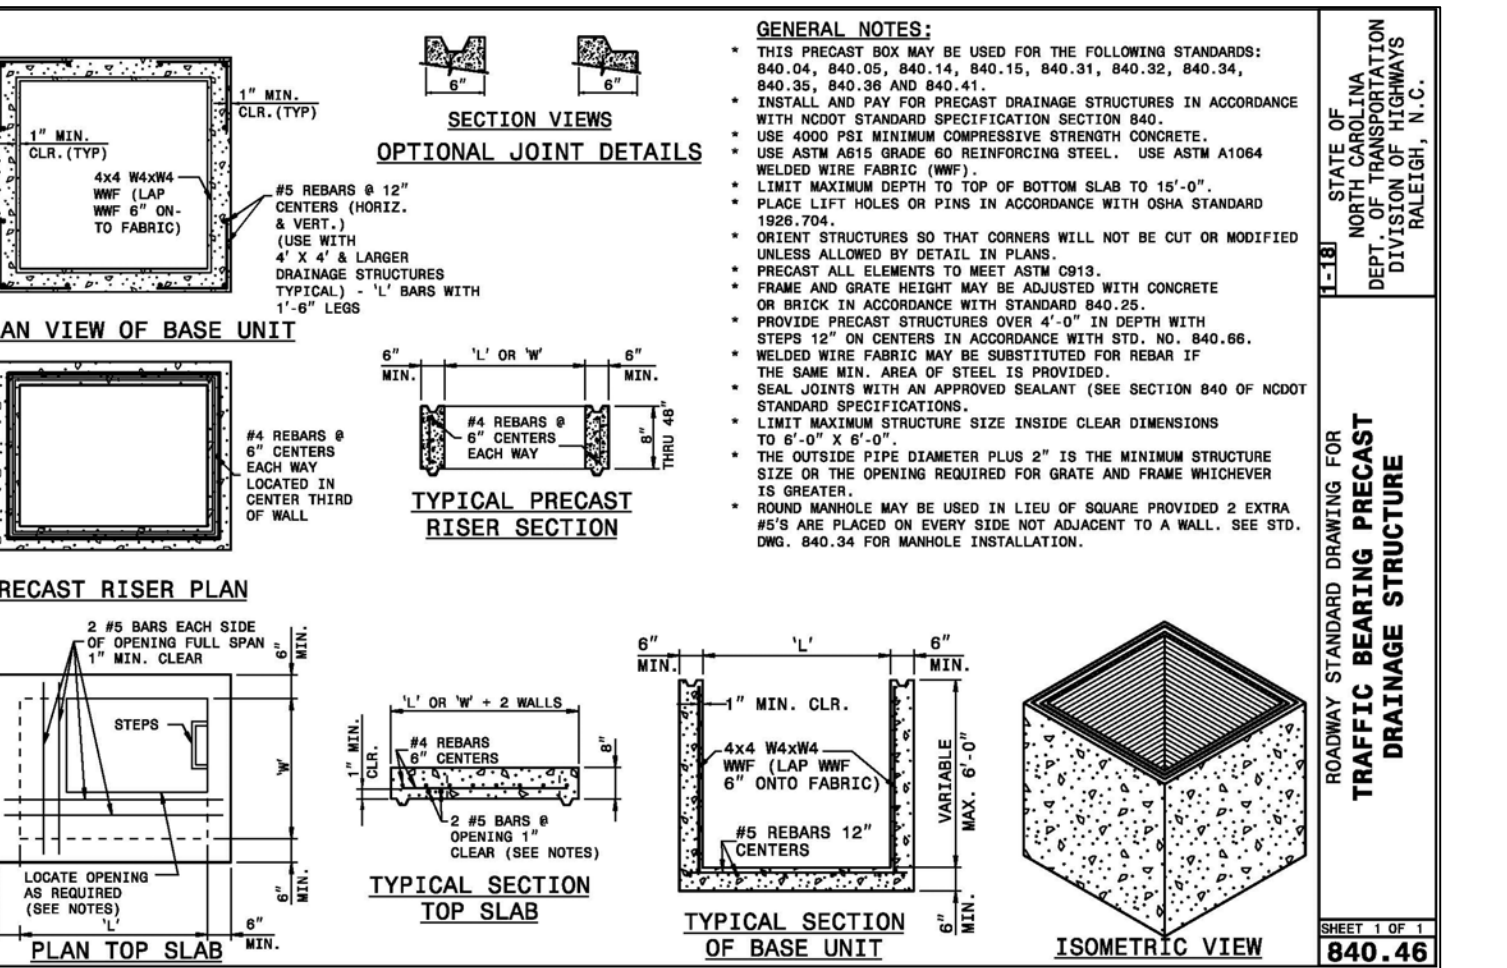 1" MIN.
CLR.(TYP)
1" MIN.
CLR.(TYP)
4x4 W4xW4
WWF (LAP
WWF 6" ON-
TO FABRIC)
#5 REBARS @ 12"
CENTERS (HORIZ.
& VERT.)
(USE WITH
4' X 4' & LARGER
DRAINAGE STRUCTURES
TYPICAL) - 'L' BARS WITH
1'-6" LEGS
AN VIEW OF BASE UNIT
6"
6"
SECTION VIEWS
OPTIONAL JOINT DETAILS
#4 REBARS @
6" CENTERS
EACH WAY
LOCATED IN
CENTER THIRD
OF WALL
RECAST RISER PLAN
6"
MIN.
'L' OR 'W'
6"
MIN.
#4 REBARS @
6" CENTERS
EACH WAY
8"
THRU 48"
TYPICAL PRECAST
RISER SECTION
GENERAL NOTES:
* THIS PRECAST BOX MAY BE USED FOR THE FOLLOWING STANDARDS:
840.04, 840.05, 840.14, 840.15, 840.31, 840.32, 840.34,
840.35, 840.36 AND 840.41.
* INSTALL AND PAY FOR PRECAST DRAINAGE STRUCTURES IN ACCORDANCE
WITH NCDOT STANDARD SPECIFICATION SECTION 840.
* USE 4000 PSI MINIMUM COMPRESSIVE STRENGTH CONCRETE.
* USE ASTM A615 GRADE 60 REINFORCING STEEL. USE ASTM A1064
WELDED WIRE FABRIC (WWF).
* LIMIT MAXIMUM DEPTH TO TOP OF BOTTOM SLAB TO 15'-0".
* PLACE LIFT HOLES OR PINS IN ACCORDANCE WITH OSHA STANDARD
1926.704.
* ORIENT STRUCTURES SO THAT CORNERS WILL NOT BE CUT OR MODIFIED
UNLESS ALLOWED BY DETAIL IN PLANS.
* PRECAST ALL ELEMENTS TO MEET ASTM C913.
* FRAME AND GRATE HEIGHT MAY BE ADJUSTED WITH CONCRETE
OR BRICK IN ACCORDANCE WITH STANDARD 840.25.
* PROVIDE PRECAST STRUCTURES OVER 4'-0" IN DEPTH WITH
STEPS 12" ON CENTERS IN ACCORDANCE WITH STD. NO. 840.66.
* WELDED WIRE FABRIC MAY BE SUBSTITUTED FOR REBAR IF
THE SAME MIN. AREA OF STEEL IS PROVIDED.
* SEAL JOINTS WITH AN APPROVED SEALANT (SEE SECTION 840 OF NCDOT
STANDARD SPECIFICATIONS.
* LIMIT MAXIMUM STRUCTURE SIZE INSIDE CLEAR DIMENSIONS
TO 6'-0" X 6'-0".
* THE OUTSIDE PIPE DIAMETER PLUS 2" IS THE MINIMUM STRUCTURE
SIZE OR THE OPENING REQUIRED FOR GRATE AND FRAME WHICHEVER
IS GREATER.
* ROUND MANHOLE MAY BE USED IN LIEU OF SQUARE PROVIDED 2 EXTRA
#5'S ARE PLACED ON EVERY SIDE NOT ADJACENT TO A WALL. SEE STD.
DWG. 840.34 FOR MANHOLE INSTALLATION.
2 #5 BARS EACH SIDE
OF OPENING FULL SPAN
1" MIN. CLEAR
6"
MIN.
STEPS
'W'
LOCATE OPENING
AS REQUIRED
(SEE NOTES)
'L'
6"
MIN.
6"
MIN.
PLAN TOP SLAB
'L' OR 'W' + 2 WALLS
1" MIN.
CLR.
#4 REBARS
6" CENTERS
8"
2 #5 BARS @
OPENING 1"
CLEAR (SEE NOTES)
TYPICAL SECTION
TOP SLAB
6"
MIN.
'L'
6"
MIN.
1" MIN. CLR.
4x4 W4xW4
WWF (LAP WWF
6" ONTO FABRIC)
#5 REBARS 12"
CENTERS
VARIABLE
MAX. 6'-0"
6"
MIN.
TYPICAL SECTION
OF BASE UNIT
ISOMETRIC VIEW
1-18
STATE OF
NORTH CAROLINA
DEPT. OF TRANSPORTATION
DIVISION OF HIGHWAYS
RALEIGH, N.C.
ROADWAY STANDARD DRAWING FOR
TRAFFIC BEARING PRECAST
DRAINAGE STRUCTURE
SHEET 1 OF 1
840.46